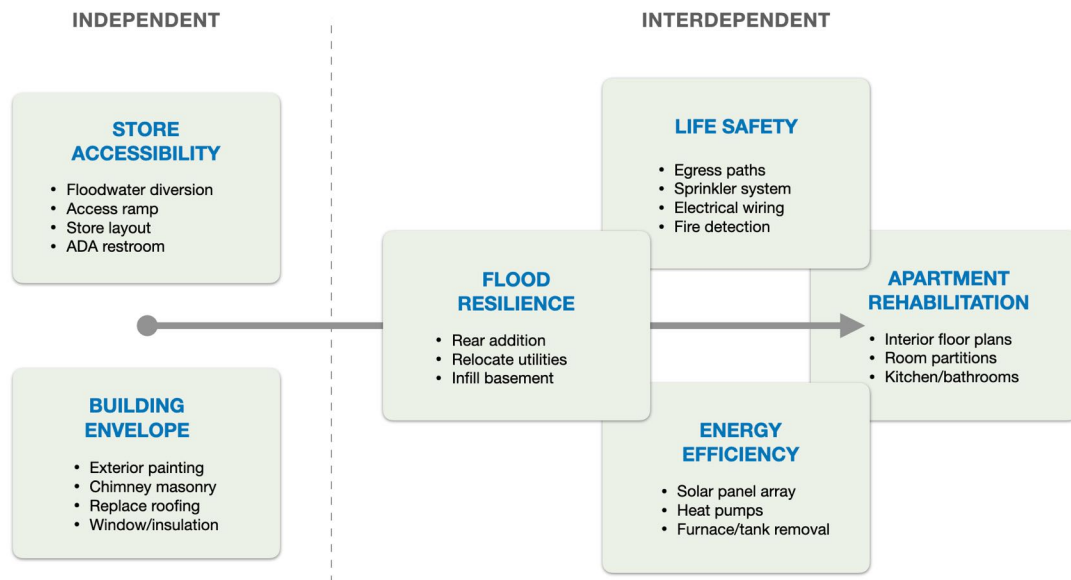 INDEPENDENT
INTERDEPENDENT
STORE
ACCESSIBILITY
• Floodwater diversion
• Access ramp
• Store layout
• ADA restroom
BUILDING
ENVELOPE
• Exterior painting
• Chimney masonry
• Replace roofing
• Window/insulation
FLOOD
RESILIENCE
• Rear addition
• Relocate utilities
• Infill basement
LIFE SAFETY
• Egress paths
• Sprinkler system
• Electrical wiring
• Fire detection
ENERGY
EFFICIENCY
• Solar panel array
• Heat pumps
• Furnace/tank removal
APARTMENT
REHABILITATION
• Interior floor plans
• Room partitions
• Kitchen/bathrooms